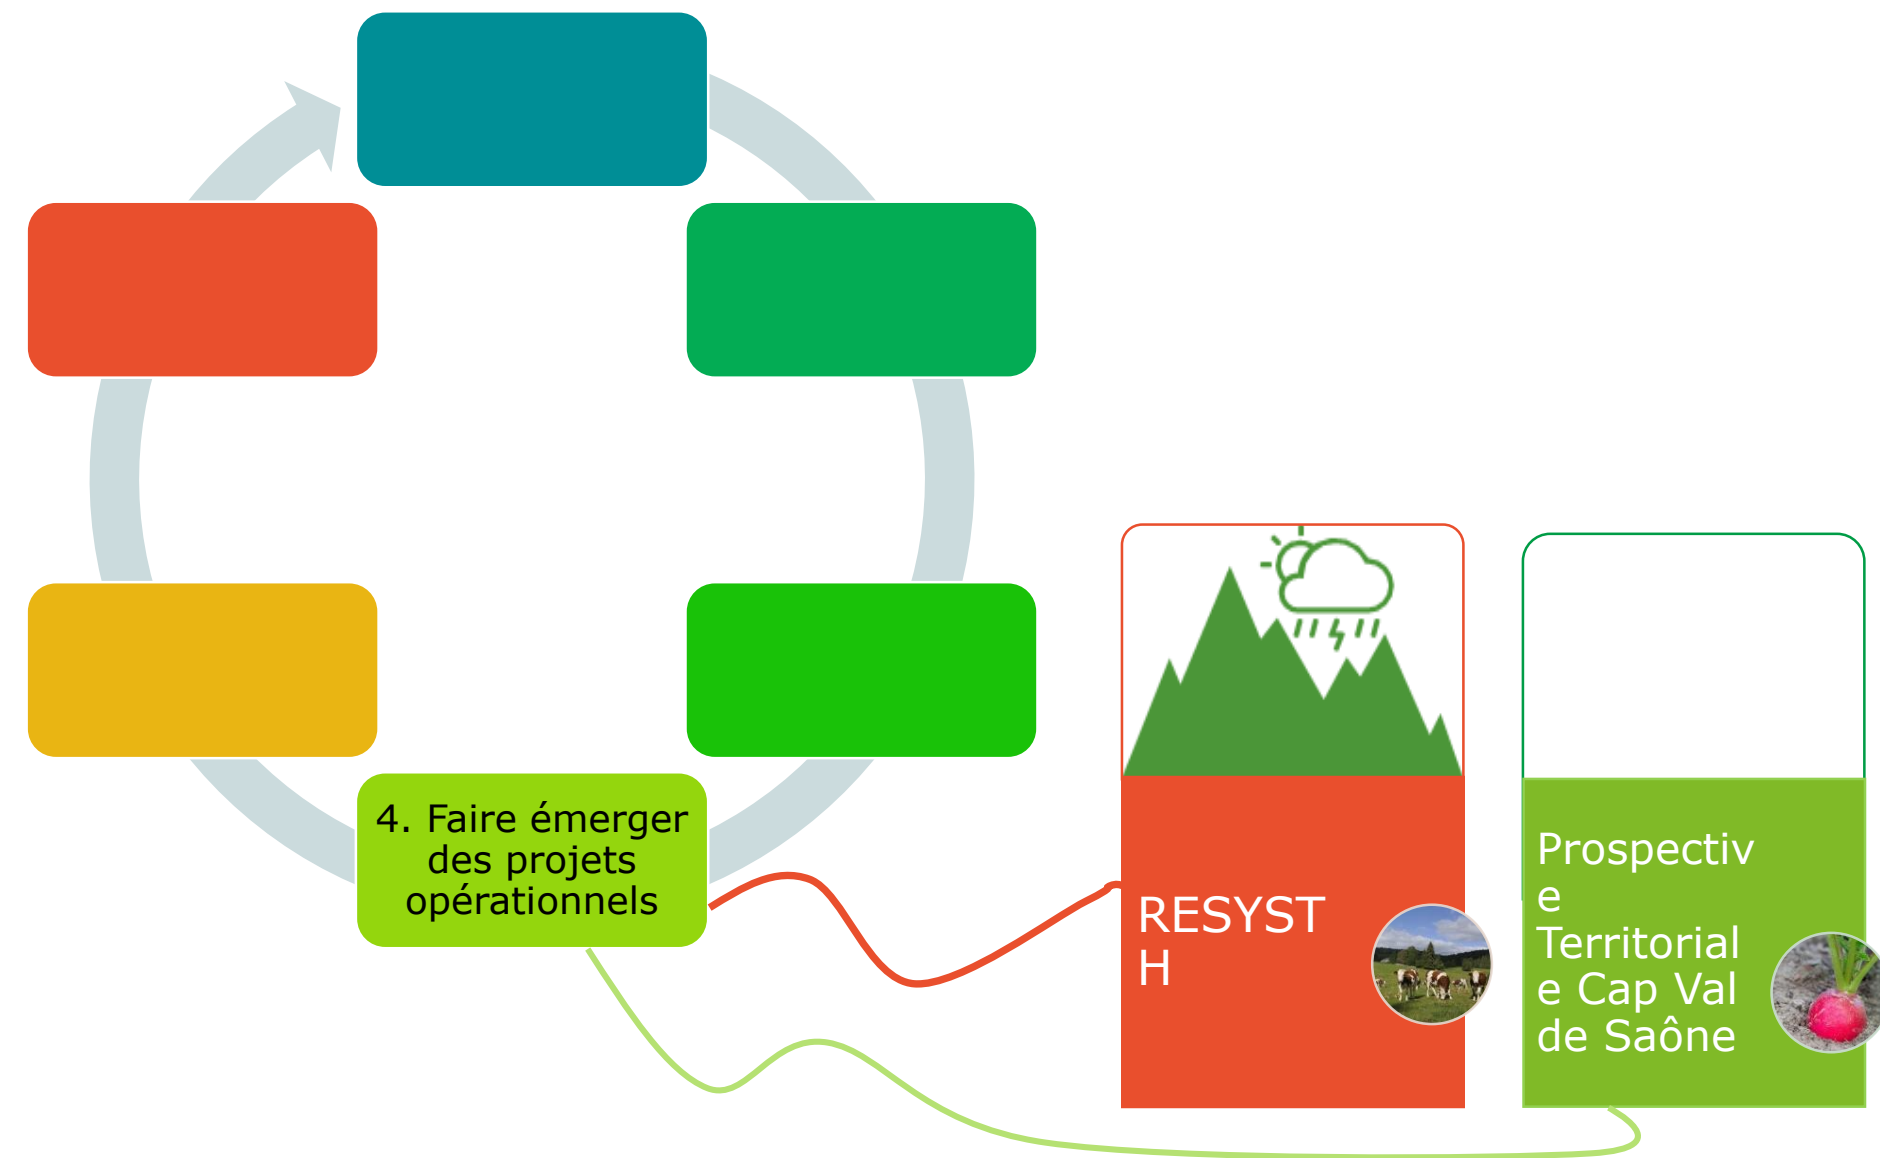 4. Faire émerger
des projets
opérationnels
RESYST
H
Prospectiv
e
Territorial
e Cap Val
de Saône